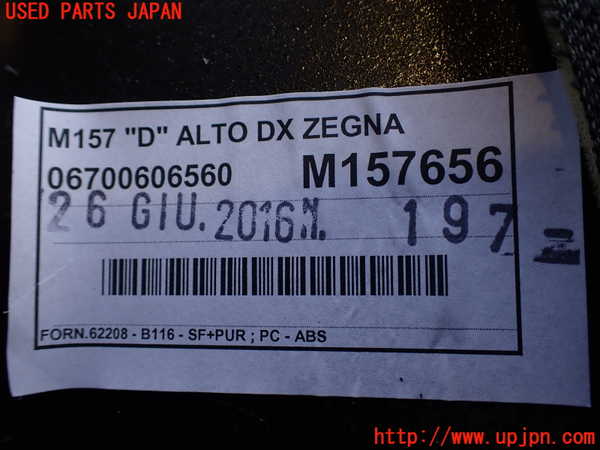 USED PARTS JAPAN
M157 "D" ALTO DX ZEGNA
06700606560 M157656
26 GIU. 2016 M. 197
FORN.62208 - B116 - SF+PUR ; PC - ABS
http://www.upjpn.com/